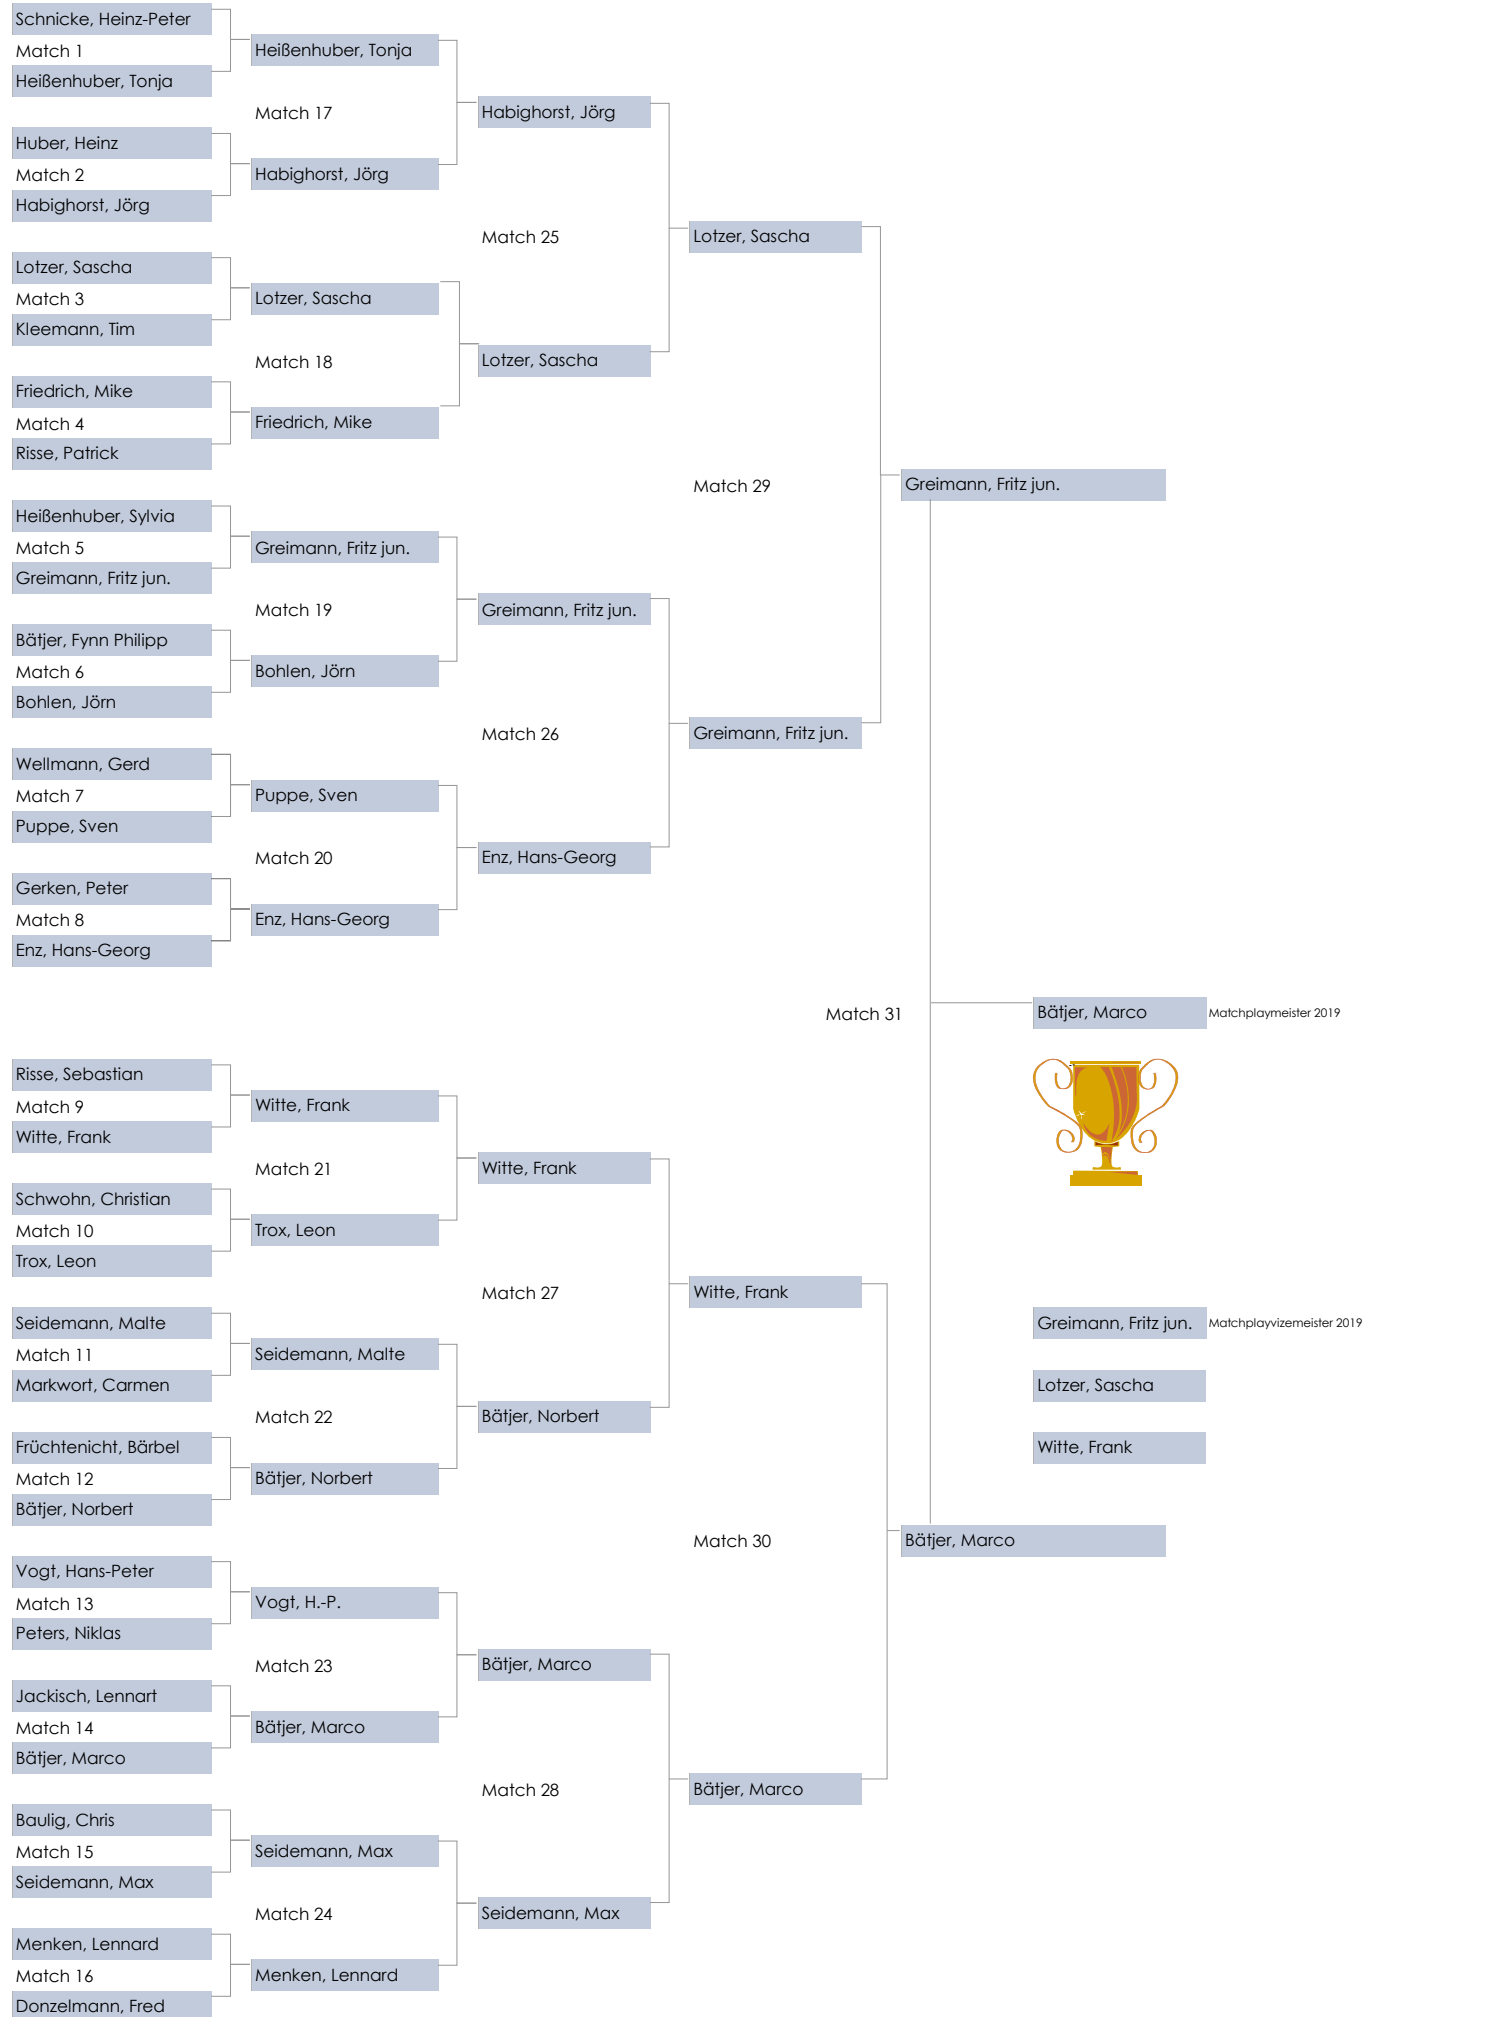 Schnicke, Heinz-Peter
Match 1
Heißenhuber, Tonja
Heißenhuber, Tonja
Match 17
Habighorst, Jörg
Huber, Heinz
Match 2
Habighorst, Jörg
Habighorst, Jörg
Match 25
Lotzer, Sascha
Lotzer, Sascha
Match 3
Lotzer, Sascha
Kleemann, Tim
Match 18
Lotzer, Sascha
Friedrich, Mike
Match 4
Friedrich, Mike
Risse, Patrick
Match 29
Greimann, Fritz jun.
Heißenhuber, Sylvia
Match 5
Greimann, Fritz jun.
Greimann, Fritz jun.
Match 19
Greimann, Fritz jun.
Bätjer, Fynn Philipp
Match 6
Bohlen, Jörn
Bohlen, Jörn
Match 26
Greimann, Fritz jun.
Wellmann, Gerd
Match 7
Puppe, Sven
Puppe, Sven
Match 20
Enz, Hans-Georg
Gerken, Peter
Match 8
Enz, Hans-Georg
Enz, Hans-Georg
Match 31
Bätjer, Marco
Matchplaymeister 2019
Risse, Sebastian
Match 9
Witte, Frank
Witte, Frank
Match 21
Witte, Frank
Schwohn, Christian
Match 10
Trox, Leon
Trox, Leon
Match 27
Witte, Frank
Seidemann, Malte
Greimann, Fritz jun.
Matchplayvizemeister 2019
Match 11
Seidemann, Malte
Markwort, Carmen
Lotzer, Sascha
Match 22
Bätjer, Norbert
Früchtenicht, Bärbel
Witte, Frank
Match 12
Bätjer, Norbert
Bätjer, Norbert
Match 30
Bätjer, Marco
Vogt, Hans-Peter
Match 13
Vogt, H.-P.
Peters, Niklas
Match 23
Bätjer, Marco
Jackisch, Lennart
Match 14
Bätjer, Marco
Bätjer, Marco
Match 28
Bätjer, Marco
Baulig, Chris
Match 15
Seidemann, Max
Seidemann, Max
Match 24
Seidemann, Max
Menken, Lennard
Match 16
Menken, Lennard
Donzelmann, Fred